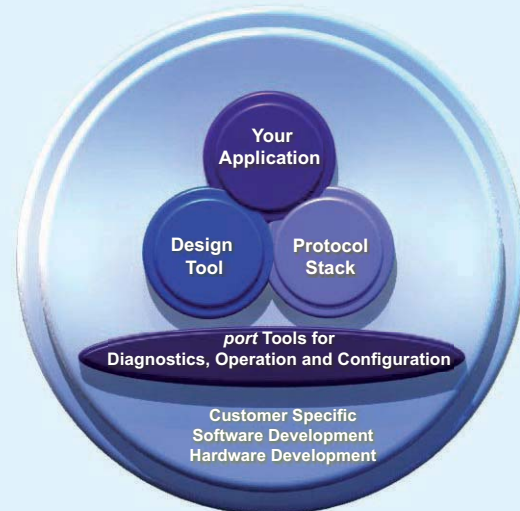 Your
Application
Design
Tool
Protocol
Stack
port Tools for
Diagnostics, Operation and Configuration
Customer Specific
Software Development
Hardware Development